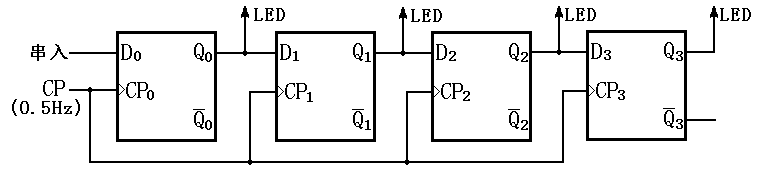 LED LED LED LED
串入 D₀ Q₀ D₁ Q₁ D₂ Q₂ D₃ Q₃
CP CP₀ CP₁ CP₂ CP₃
(0.5Hz) Q̅₀ Q̅₁ Q̅₂ Q̅₃